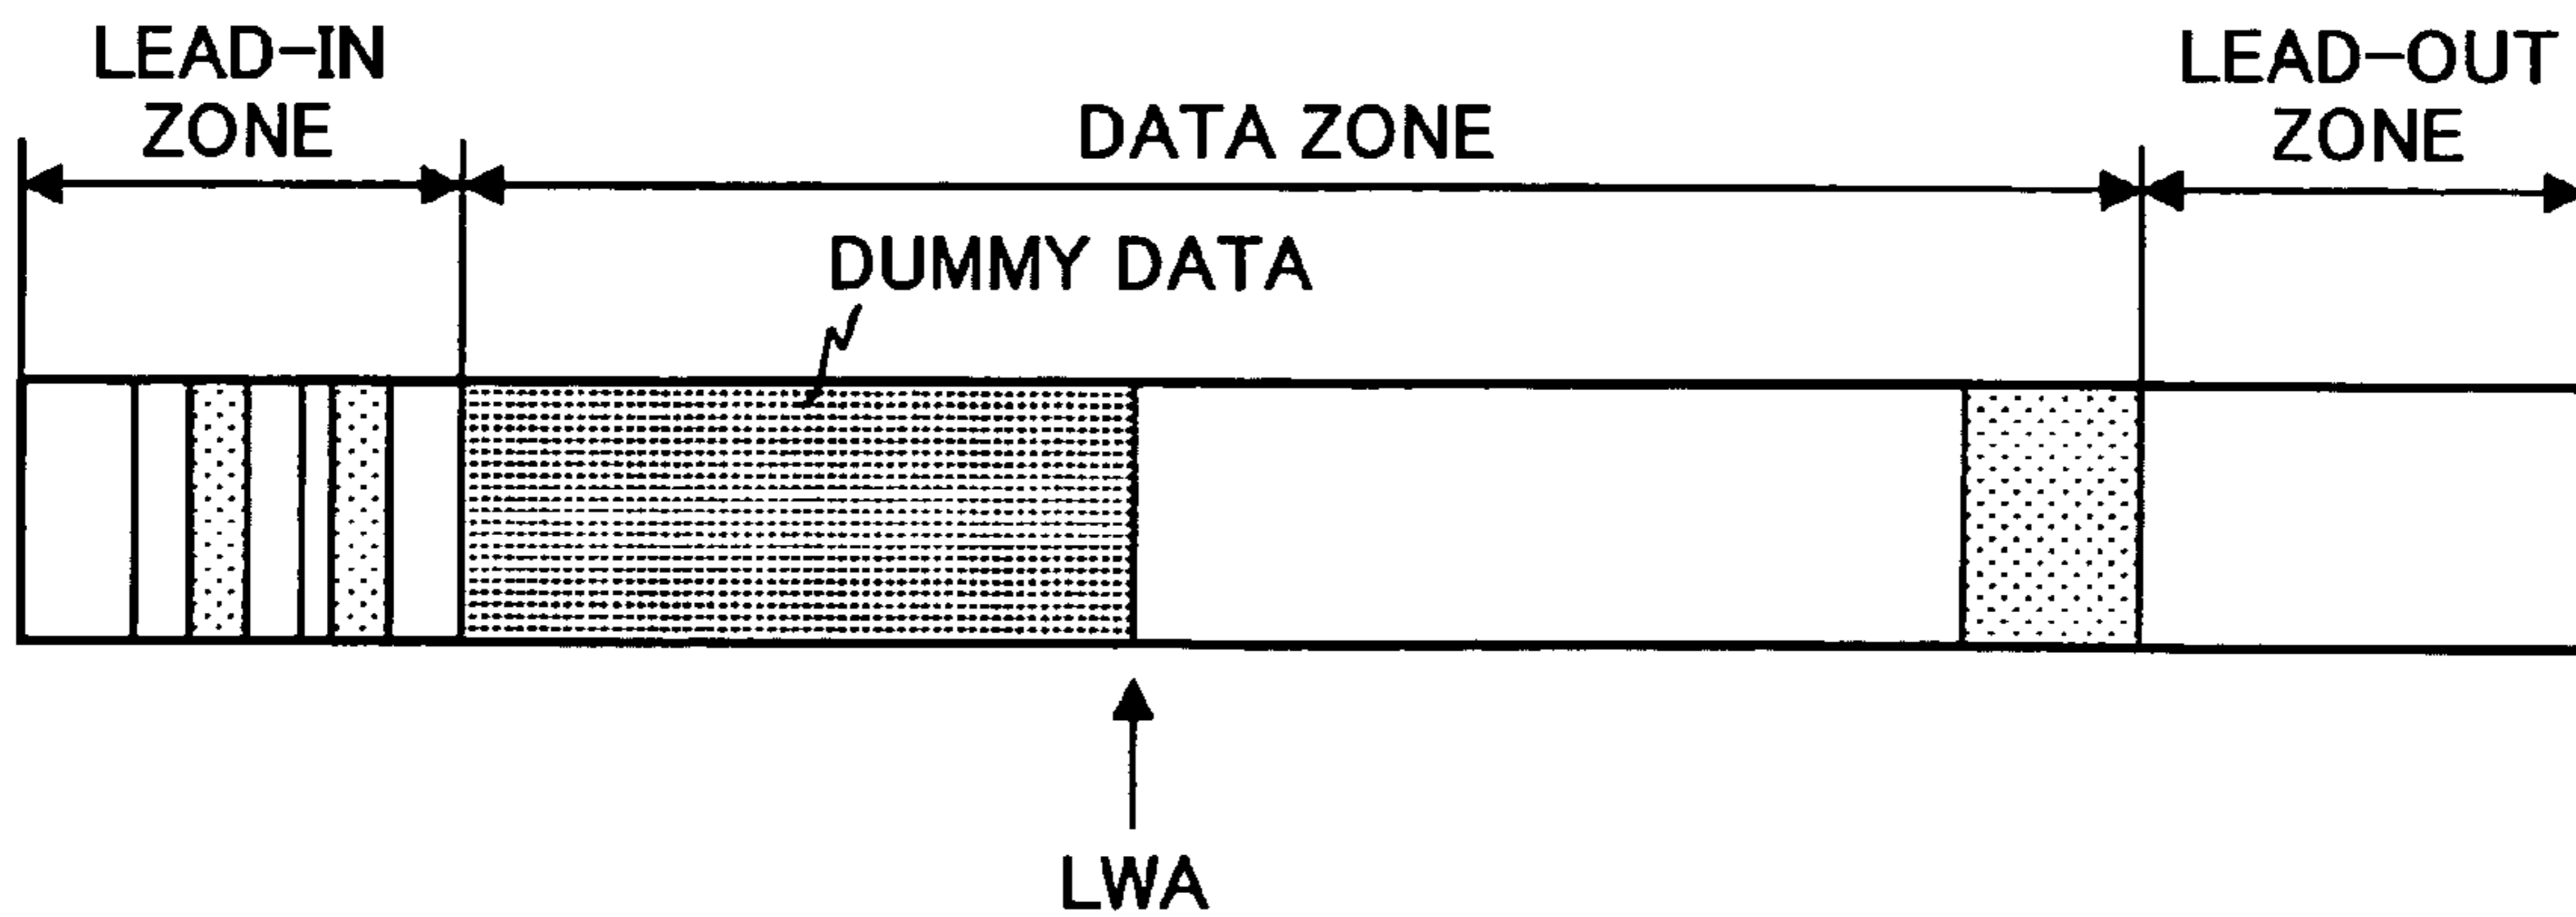 LEAD-IN
ZONE
DATA ZONE
LEAD-OUT
ZONE
DUMMY DATA
LWA